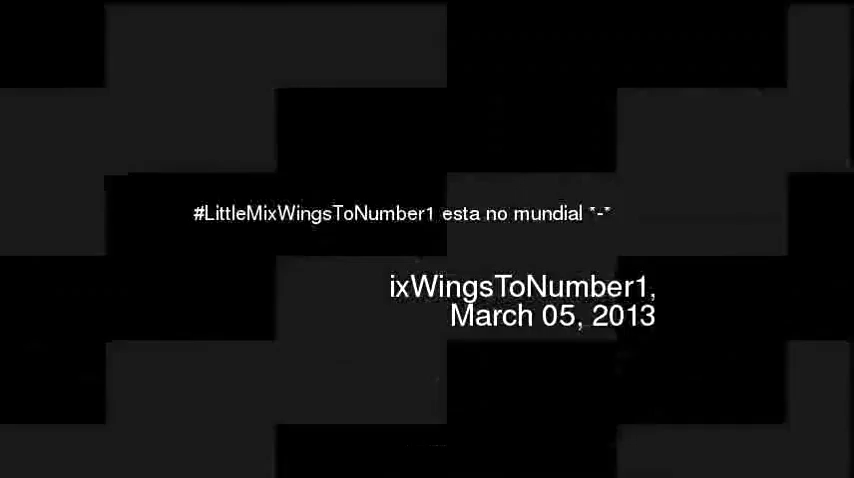 #LittleMixWingsToNumber1 esta no mundial *-*
ixWingsToNumber1,
March 05, 2013